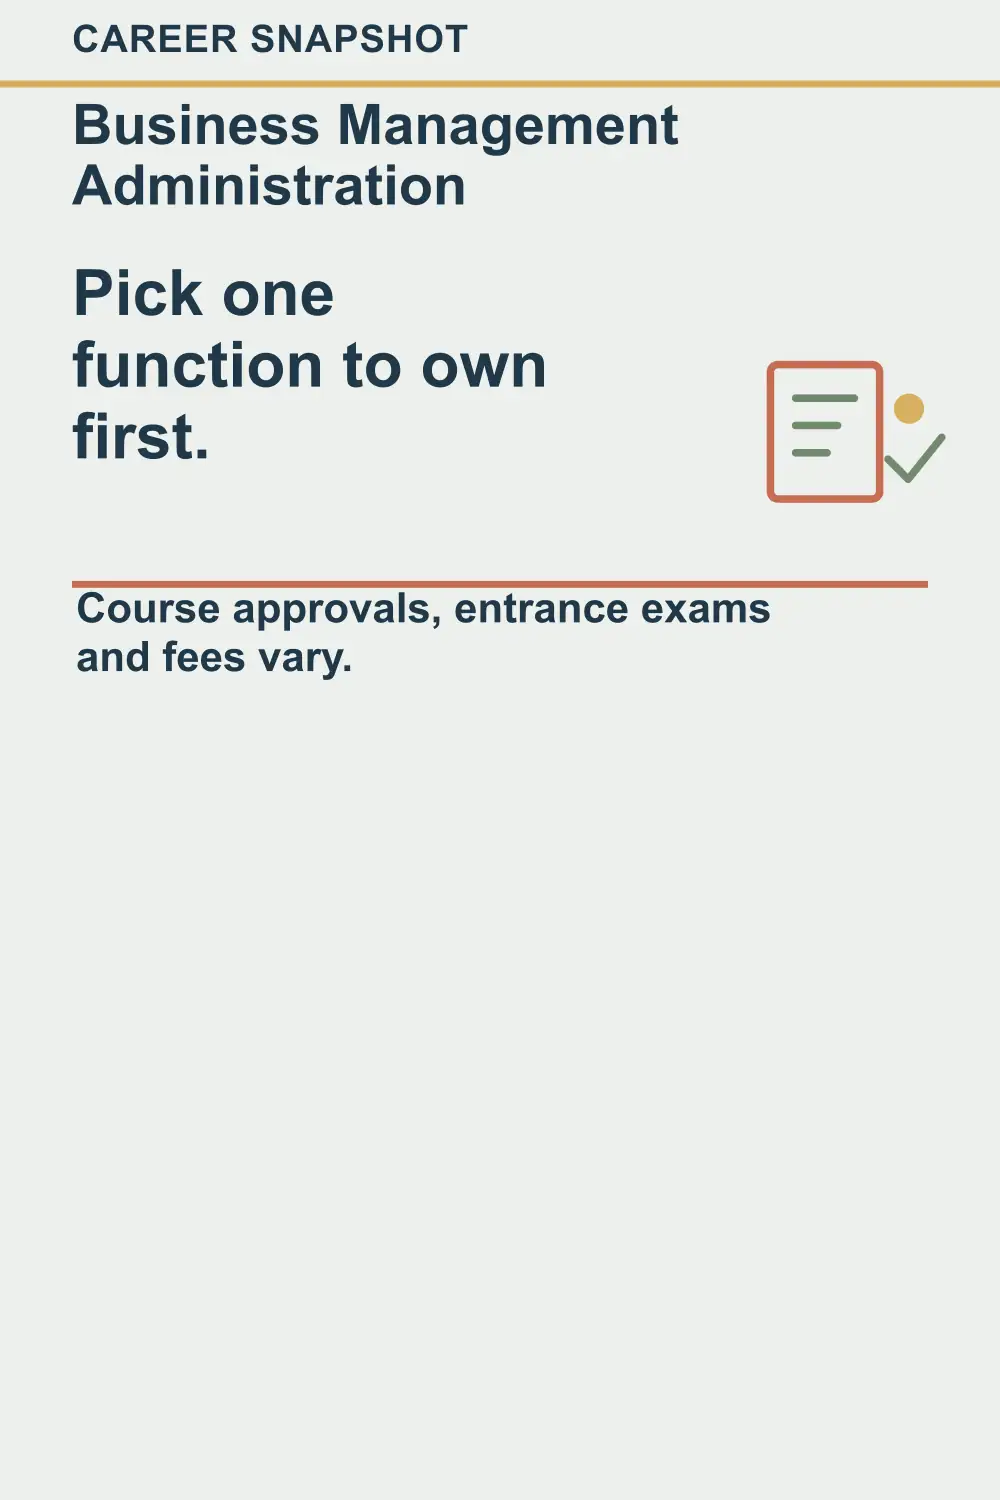 CAREER SNAPSHOT
Business Management
Administration
Pick one
function to own
first.
Course approvals, entrance exams
and fees vary.